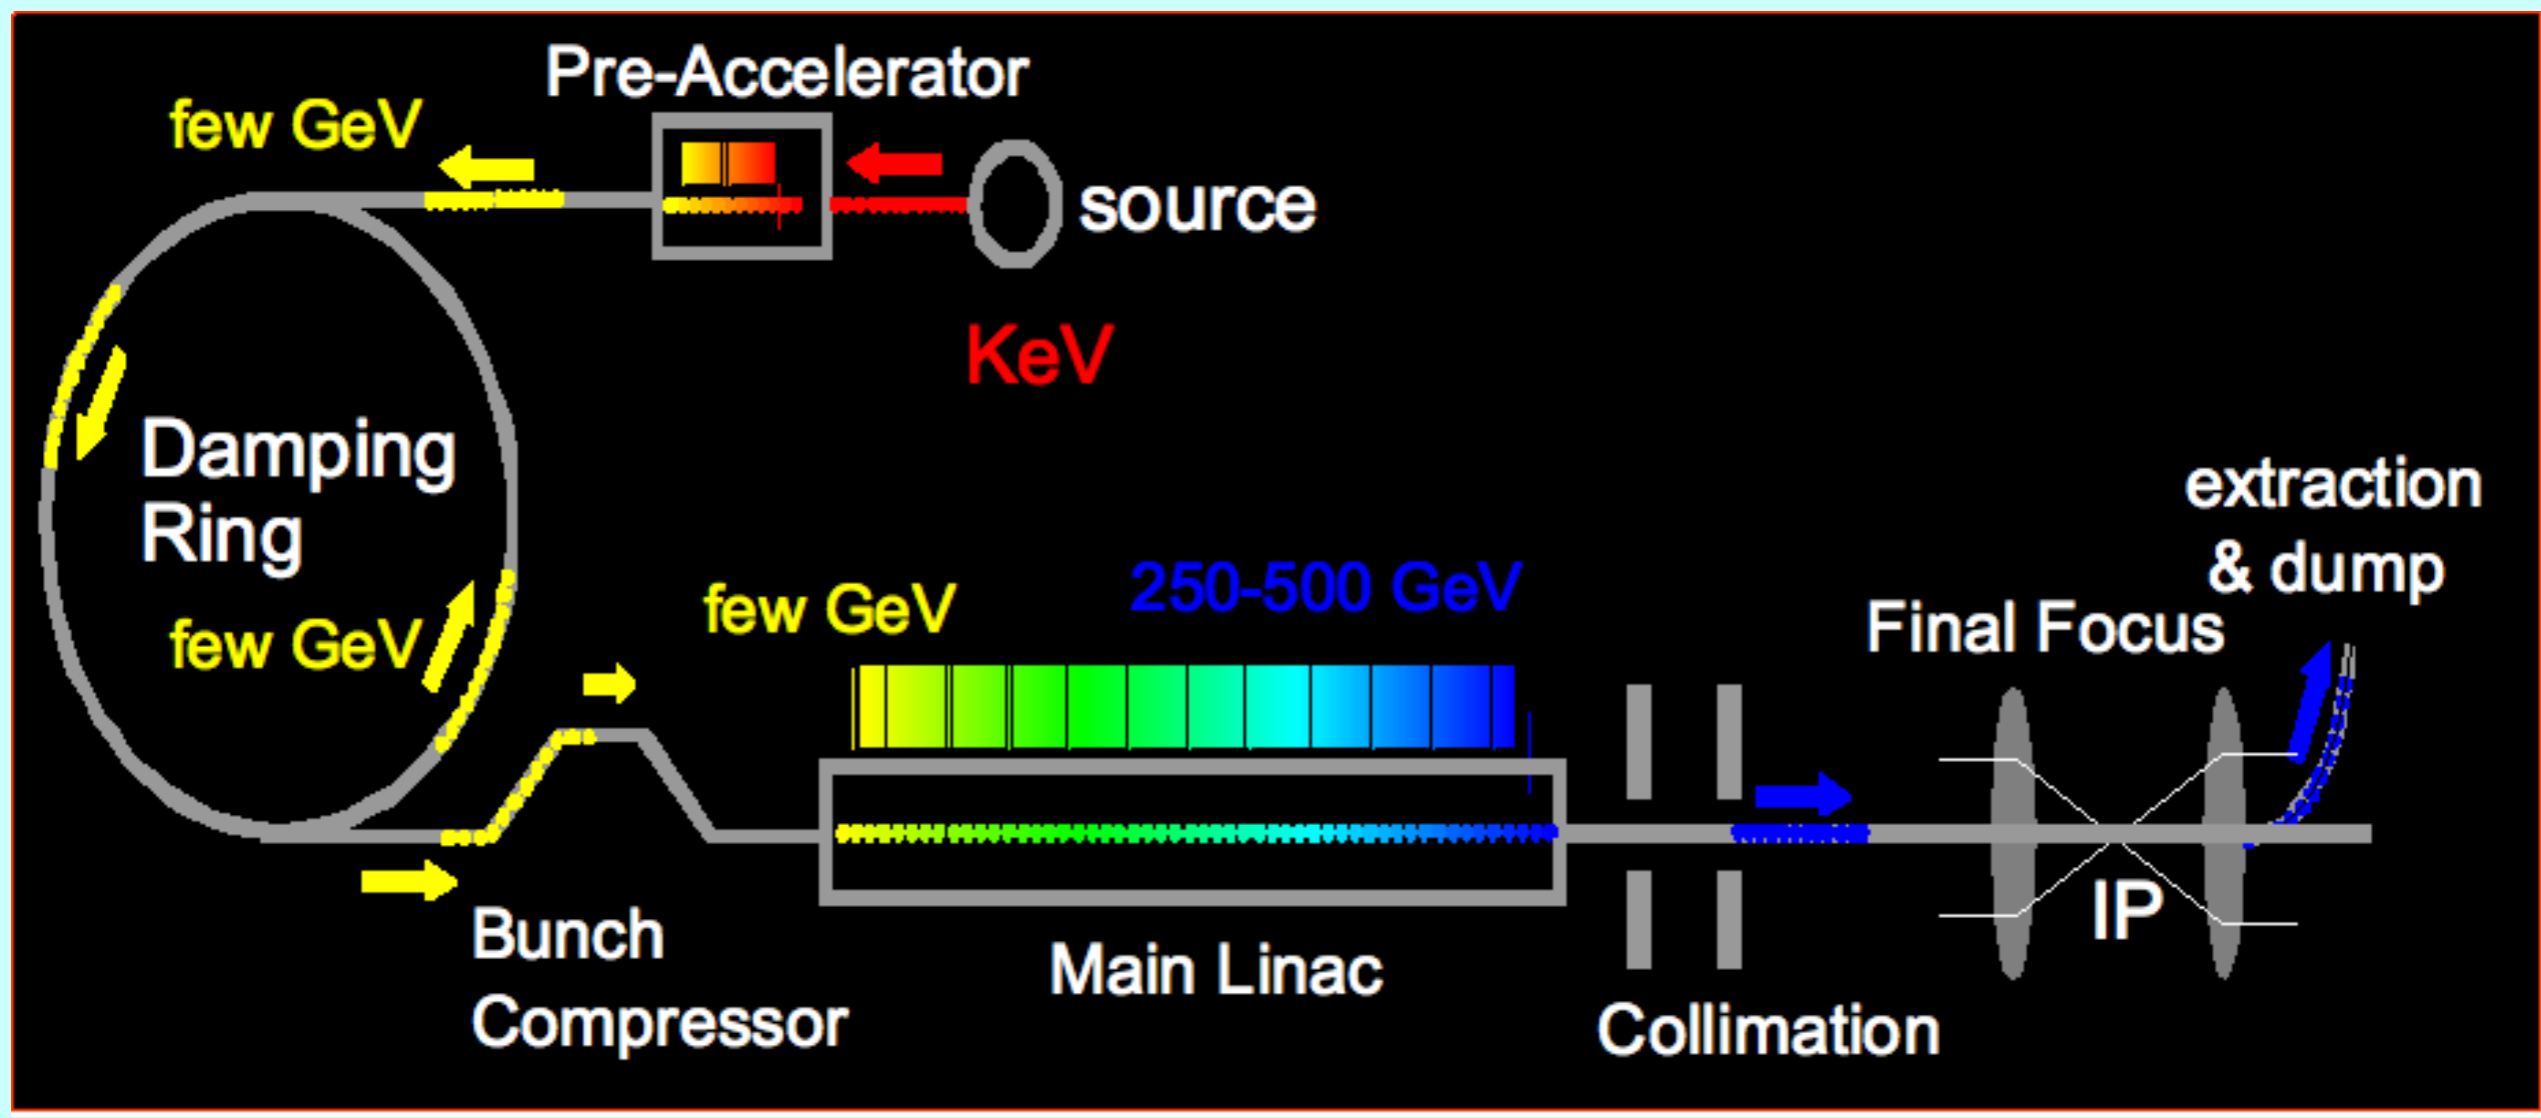 Pre-Accelerator
few GeV
source
KeV
Damping
Ring
few GeV
few GeV
250-500 GeV
extraction
& dump
Final Focus
IP
Bunch
Compressor
Main Linac
Collimation